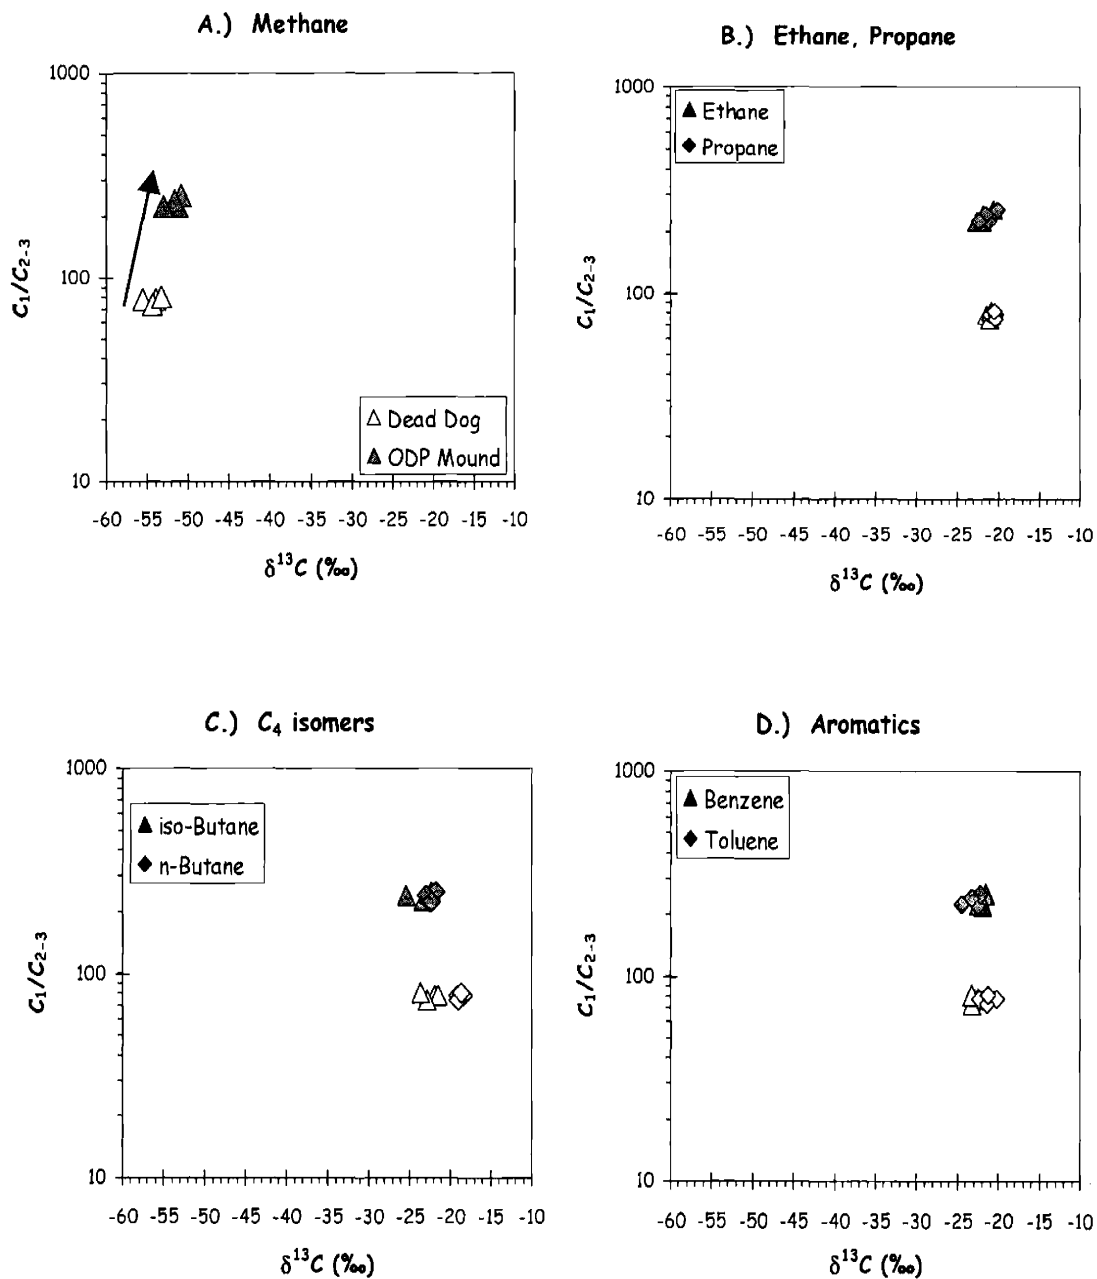 A.) Methane
1000
100
10
C₁/C₂₋₃
Dead Dog
ODP Mound
-60 -55 -50 -45 -40 -35 -30 -25 -20 -15 -10
δ¹³C (‰)
B.) Ethane, Propane
1000
100
10
C₁/C₂₋₃
Ethane
Propane
-60 -55 -50 -45 -40 -35 -30 -25 -20 -15 -10
δ¹³C (‰)
C.) C₄ isomers
1000
100
10
C₁/C₂₋₃
iso-Butane
n-Butane
-60 -55 -50 -45 -40 -35 -30 -25 -20 -15 -10
δ¹³C (‰)
D.) Aromatics
1000
100
10
C₁/C₂₋₃
Benzene
Toluene
-60 -55 -50 -45 -40 -35 -30 -25 -20 -15 -10
δ¹³C (‰)